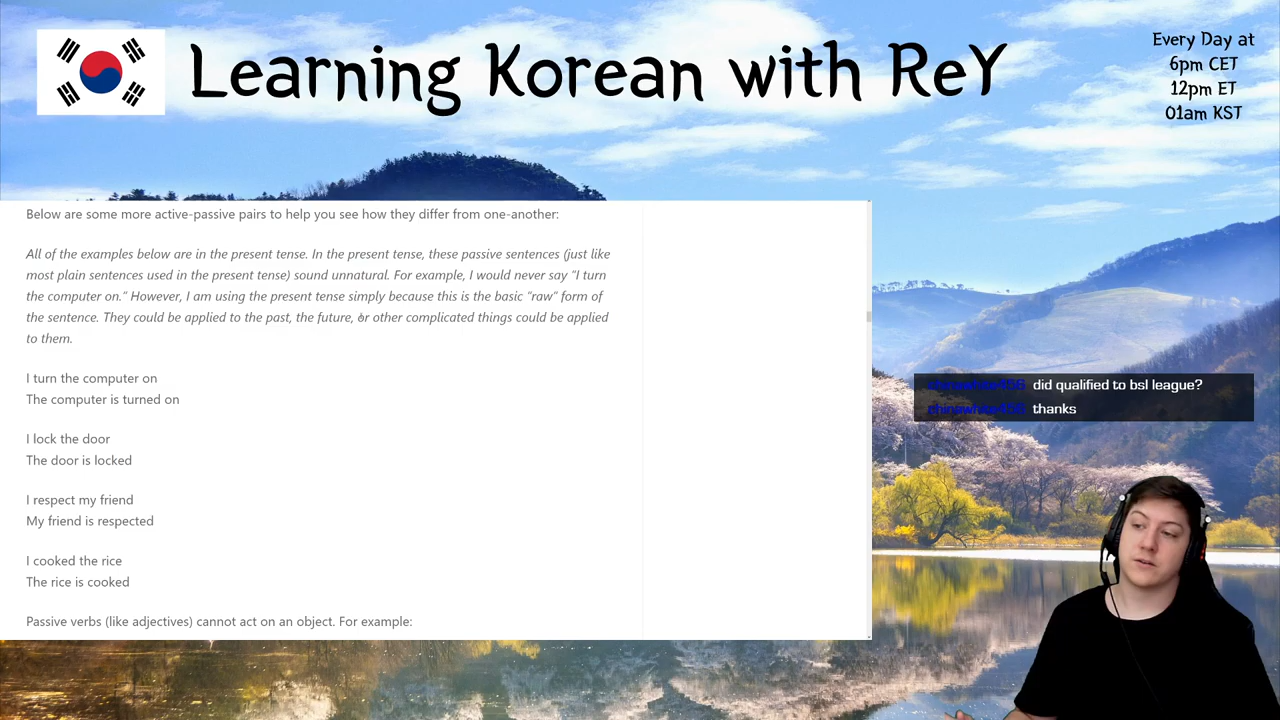 Learning Korean with ReY
Every Day at
6pm CET
12pm ET
01am KST
Below are some more active-passive pairs to help you see how they differ from one-another:
All of the examples below are in the present tense. In the present tense, these passive sentences (just like
most plain sentences used in the present tense) sound unnatural. For example, I would never say “I turn
the computer on.” However, I am using the present tense simply because this is the basic “raw” form of
the sentence. They could be applied to the past, the future, or other complicated things could be applied
to them.
I turn the computer on
The computer is turned on
I lock the door
The door is locked
I respect my friend
My friend is respected
I cooked the rice
The rice is cooked
Passive verbs (like adjectives) cannot act on an object. For example:
chinawhite456 did qualified to bsl league?
chinawhite456 thanks